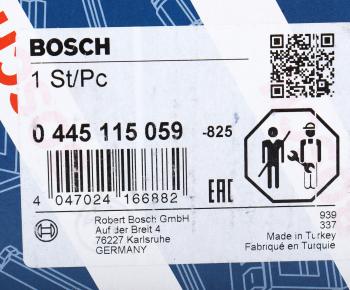 BOSCH
1 St/Pc
0 445 115 059 -825
4 047024 166882
EAC
Robert Bosch GmbH
Auf der Breit 4
76227 Karlsruhe
GERMANY
939
337
Made in Turkey
Fabriqué en Turquie